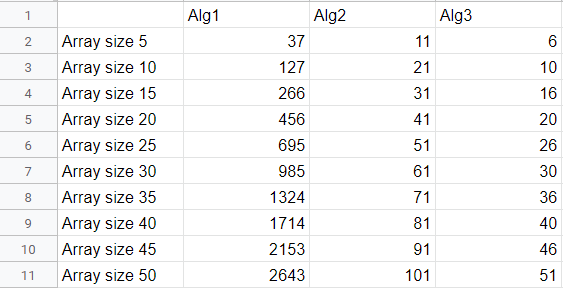 1 Alg1 Alg2 Alg3
2 Array size 5 37 11 6
3 Array size 10 127 21 10
4 Array size 15 266 31 16
5 Array size 20 456 41 20
6 Array size 25 695 51 26
7 Array size 30 985 61 30
8 Array size 35 1324 71 36
9 Array size 40 1714 81 40
10 Array size 45 2153 91 46
11 Array size 50 2643 101 51